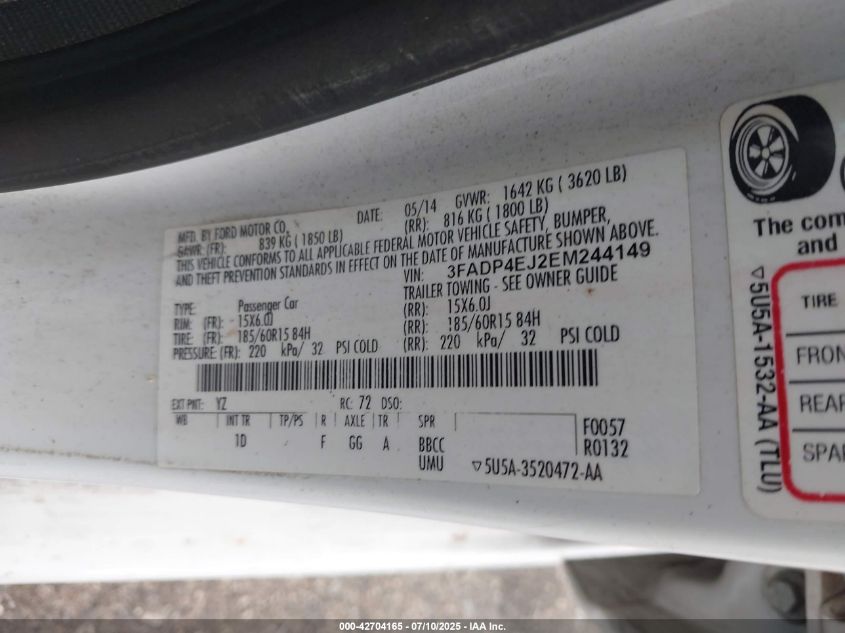 MFD. BY FORD MOTOR CO. DATE: 05/14 GVWR: 1642 KG ( 3620 LB)
GAWR: (FR): 839 KG ( 1850 LB) (RR): 816 KG ( 1800 LB)
THIS VEHICLE CONFORMS TO ALL APPLICABLE FEDERAL MOTOR VEHICLE SAFETY, BUMPER,
AND THEFT PREVENTION STANDARDS IN EFFECT ON THE DATE OF MANUFACTURE SHOWN ABOVE.
VIN: 3FADP4EJ2EM244149
TYPE: Passenger Car TRAILER TOWING - SEE OWNER GUIDE
RIM: (FR): 15X6.0J (RR): 15X6.0J
TIRE: (FR): 185/60R15 84H (RR): 185/60R15 84H
PRESSURE: (FR): 220 kPa/ 32 PSI COLD (RR): 220 kPa/ 32 PSI COLD
EXT PNT: YZ RC: 72 DSO:
WB INT TR TP/PS R AXLE TR SPR F0057
1D F GG A BBCC R0132
UMU ▽5U5A-3520472-AA
The com
and
TIRE
FRON
REAR
SPAR
▽5U5A-1532-AA (TLU)
000-42704165 - 07/10/2025 - IAA Inc.